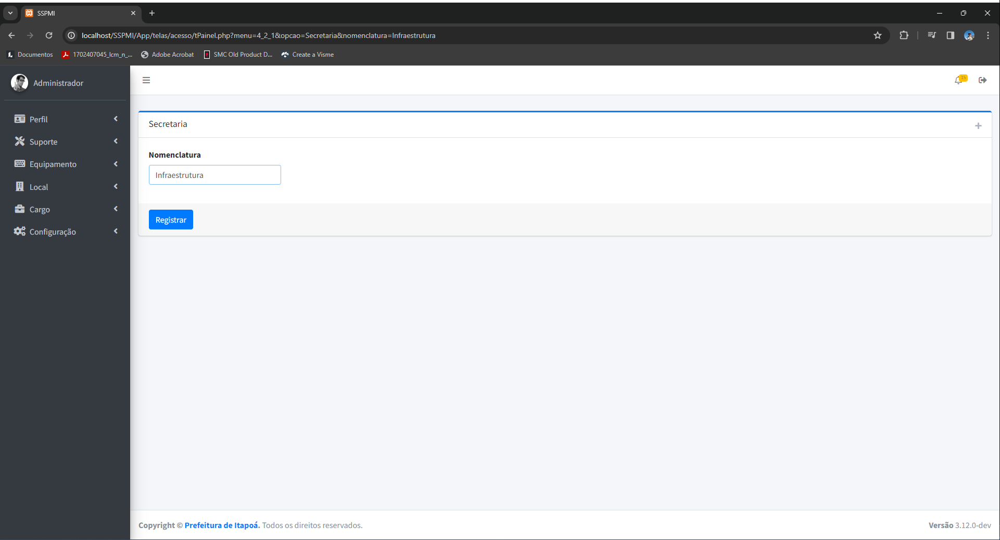 SSPMI
localhost/SSPMI/App/telas/acesso/tPainel.php?menu=4_2_1&opcao=Secretaria&nomenclatura=Infraestrutura
Documentos
1702407045_lcm_n_...
Adobe Acrobat
SMC Old Product D...
Create a Visme
Administrador
15
Perfil
Suporte
Equipamento
Local
Cargo
Configuração
Secretaria
Nomenclatura
Infraestrutura
Registrar
Copyright © Prefeitura de Itapoá. Todos os direitos reservados.
Versão 3.12.0-dev